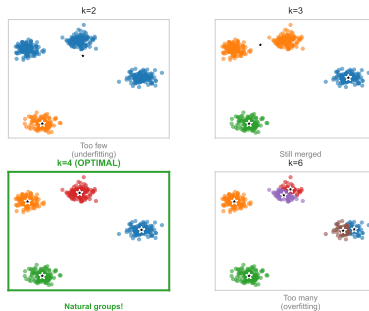 k=2
k=3
Too few
(underfitting)
Still merged
k=4 (OPTIMAL)
k=6
Natural groups!
Too many
(overfitting)